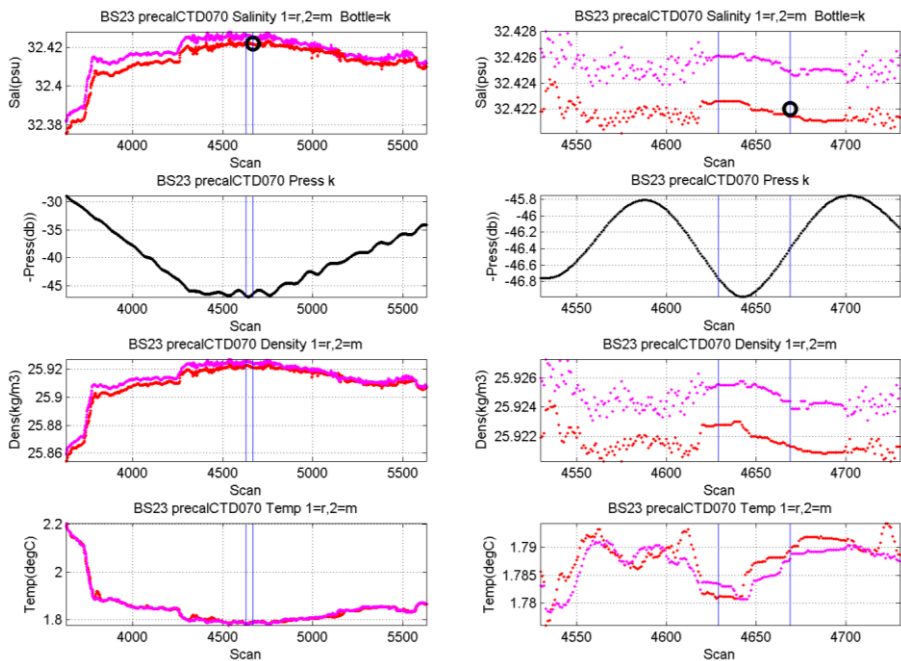 BS23 precalCTD070 Salinity 1=r,2=m Bottle=k
32.42
32.4
32.38
Sal(psu)
4000 4500 5000 5500
Scan
BS23 precalCTD070 Press k
-30
-35
-40
-45
-Press(db))
4000 4500 5000 5500
Scan
BS23 precalCTD070 Density 1=r,2=m
25.92
25.9
25.88
25.86
Dens(kg/m3)
4000 4500 5000 5500
Scan
BS23 precalCTD070 Temp 1=r,2=m
2.2
2
1.8
Temp(degC)
4000 4500 5000 5500
Scan
BS23 precalCTD070 Salinity 1=r,2=m Bottle=k
32.428
32.426
32.424
32.422
Sal(psu)
4550 4600 4650 4700
Scan
BS23 precalCTD070 Press k
-45.8
-46
-46.2
-46.4
-46.6
-46.8
-Press(db))
4550 4600 4650 4700
Scan
BS23 precalCTD070 Density 1=r,2=m
25.926
25.924
25.922
Dens(kg/m3)
4550 4600 4650 4700
Scan
BS23 precalCTD070 Temp 1=r,2=m
1.79
1.785
1.78
Temp(degC)
4550 4600 4650 4700
Scan